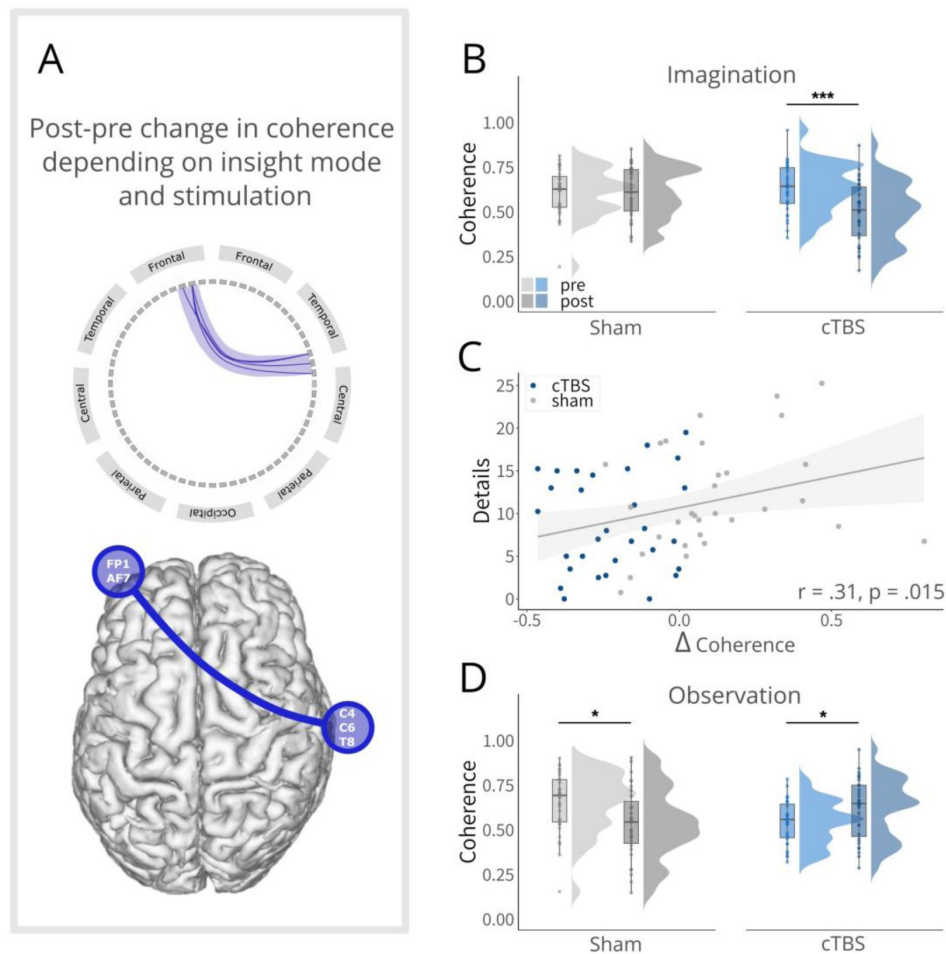 A
Post-pre change in coherence
depending on insight mode
and stimulation
Frontal
Frontal
Temporal
Temporal
Central
Central
Parietal
Parietal
Occipital
FP1
AF7
C4
C6
T8
B
Imagination
***
Coherence
1.00
0.75
0.50
0.25
0.00
pre
post
Sham
cTBS
C
Details
25
20
15
10
5
0
cTBS
sham
r = .31, p = .015
-0.5
0.0
0.5
Δ Coherence
D
Observation
*
*
Coherence
1.00
0.75
0.50
0.25
0.00
Sham
cTBS